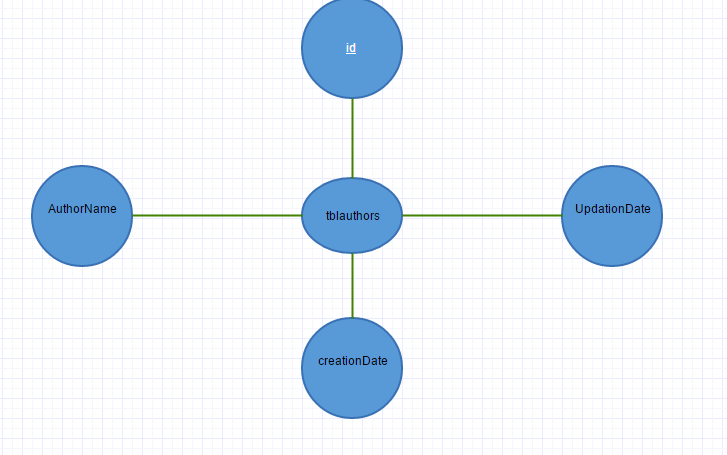 id
AuthorName
tblauthors
UpdationDate
creationDate